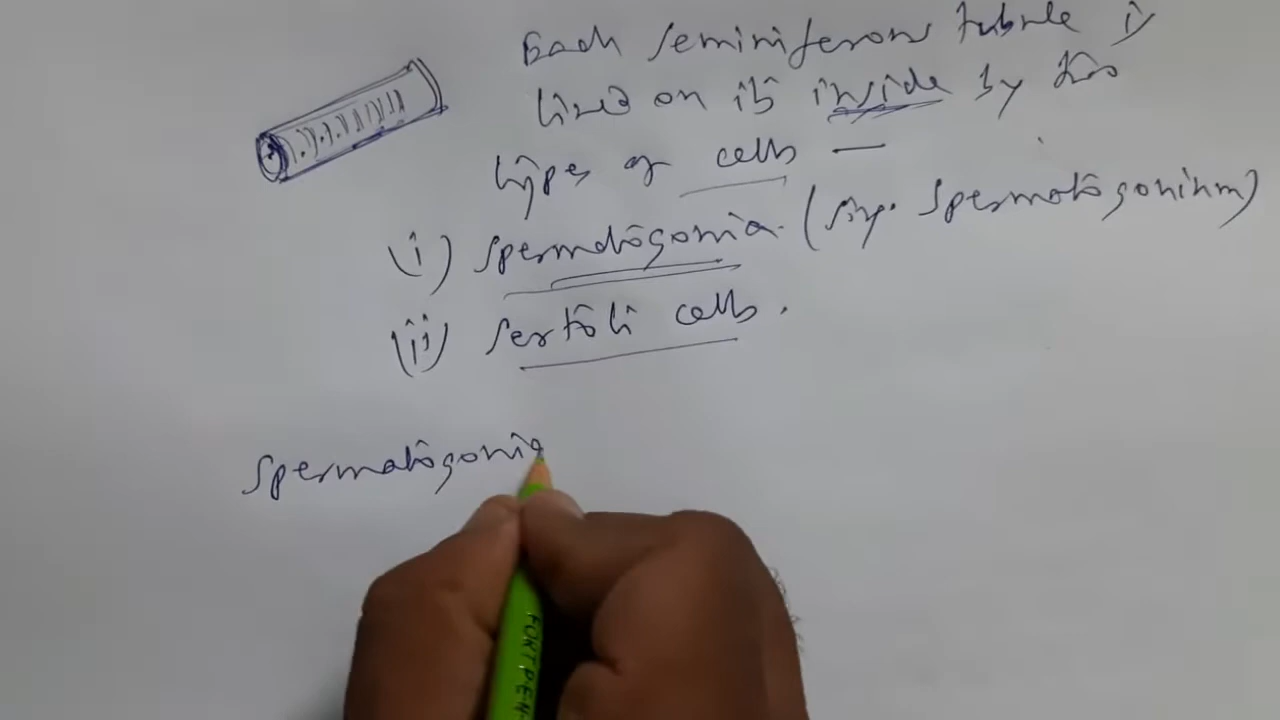 Each seminiferous tubule is
lined on its inside by two
types of cells —
(i) spermatogonia (sing. spermatogonium)
(ii) sertoli cells.
spermatogonia
FORTPEN